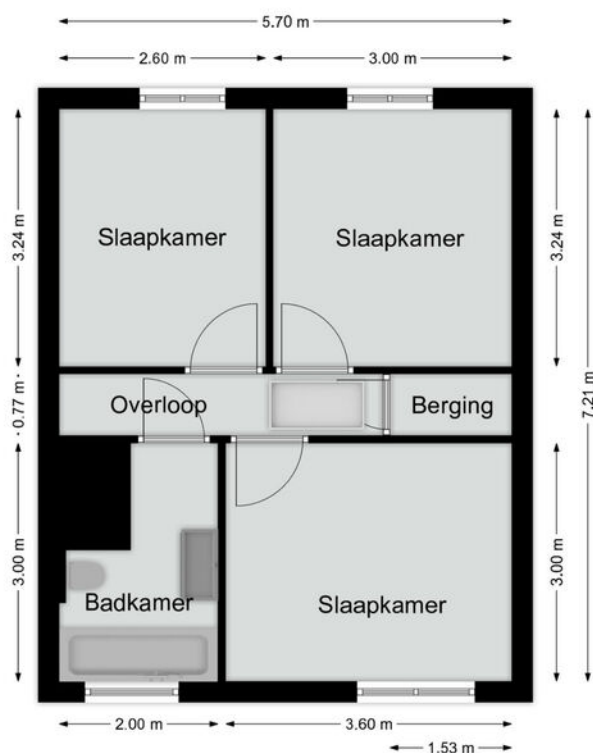 5.70 m
2.60 m
3.00 m
3.24 m
Slaapkamer
Slaapkamer
3.24 m
0.77 m
Overloop
Berging
7.21 m
3.00 m
Badkamer
Slaapkamer
3.00 m
2.00 m
3.60 m
1.53 m